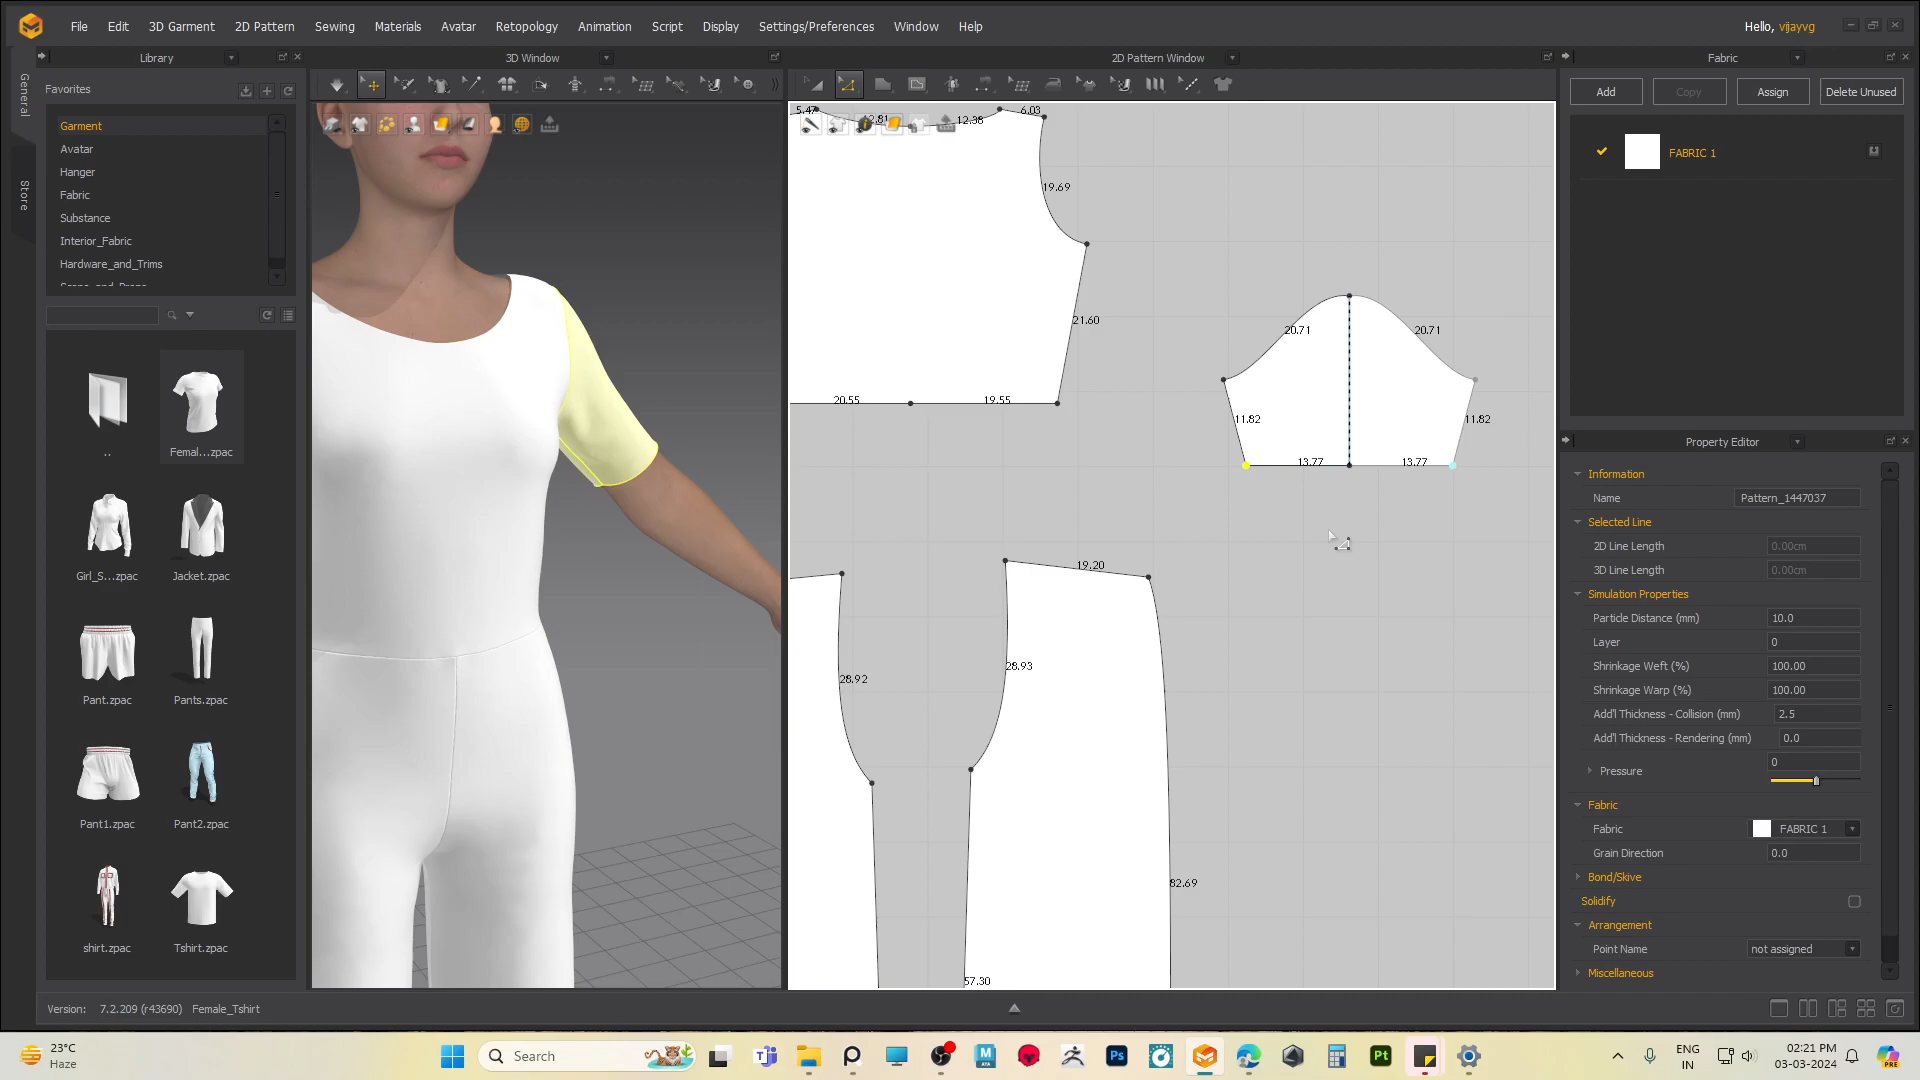 File Edit 3D Garment 2D Pattern Sewing Materials Avatar Retopology Animation Script Display Settings/Preferences Window Help
Hello, vijayvg
Library
3D Window
2D Pattern Window
Fabric
General
Store
Favorites
Garment
Avatar
Hanger
Fabric
Substance
Interior_Fabric
Hardware_and_Trims
..
Femal...zpac
Girl_S...zpac
Jacket.zpac
Pant.zpac
Pants.zpac
Pant1.zpac
Pant2.zpac
shirt.zpac
Tshirt.zpac
5.47
12.38
6.03
19.69
21.60
20.55
19.55
20.71
20.71
11.82
11.82
13.77
13.77
19.20
28.92
28.93
82.69
57.30
Add
Copy
Assign
Delete Unused
FABRIC 1
Property Editor
Information
Name Pattern_1447037
Selected Line
2D Line Length 0.00cm
3D Line Length 0.00cm
Simulation Properties
Particle Distance (mm) 10.0
Layer 0
Shrinkage Weft (%) 100.00
Shrinkage Warp (%) 100.00
Add'l Thickness - Collision (mm) 2.5
Add'l Thickness - Rendering (mm) 0.0
Pressure 0
Fabric
Fabric FABRIC 1
Grain Direction 0.0
Bond/Skive
Solidify
Arrangement
Point Name not assigned
Miscellaneous
Version: 7.2.209 (r43690) Female_Tshirt
23°C
Haze
Search
ENG
IN
02:21 PM
03-03-2024